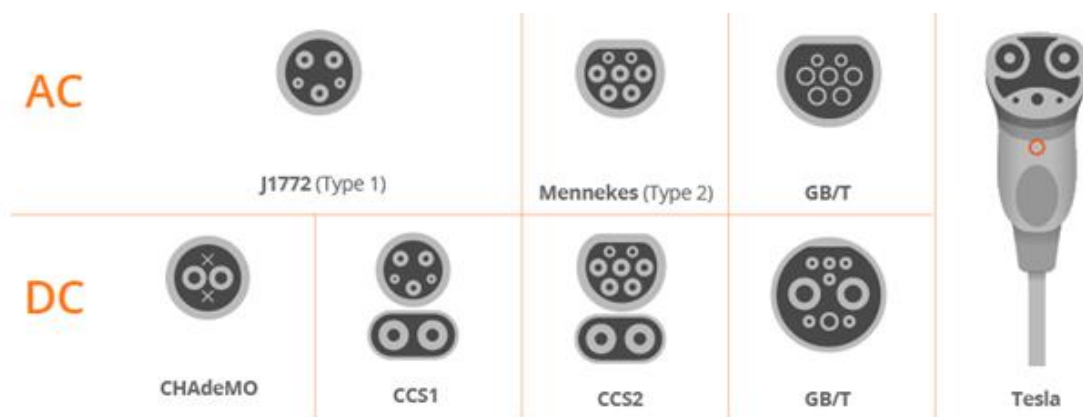 AC
J1772 (Type 1)
Mennekes (Type 2)
GB/T
DC
CHAdeMO
CCS1
CCS2
GB/T
Tesla